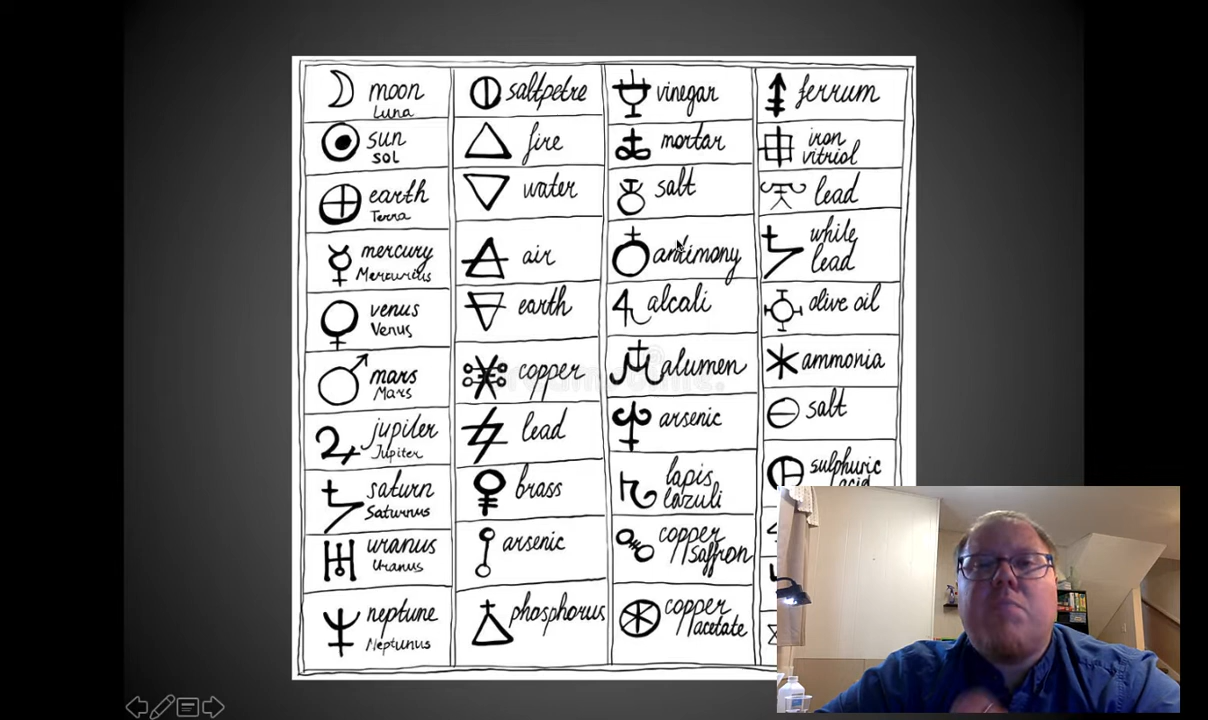 moon
Luna
sun
sol
earth
Terra
mercury
Mercurius
venus
Venus
mars
Mars
jupiter
Jupiter
saturn
Saturnus
uranus
Uranus
neptune
Neptunus
saltpetre
fire
water
air
earth
copper
lead
brass
arsenic
phosphorus
vinegar
mortar
salt
antimony
alcali
alumen
arsenic
lapis
lazuli
copper
saffron
copper
acetate
ferrum
iron
vitriol
lead
while
lead
olive oil
ammonia
salt
sulphuric
acid